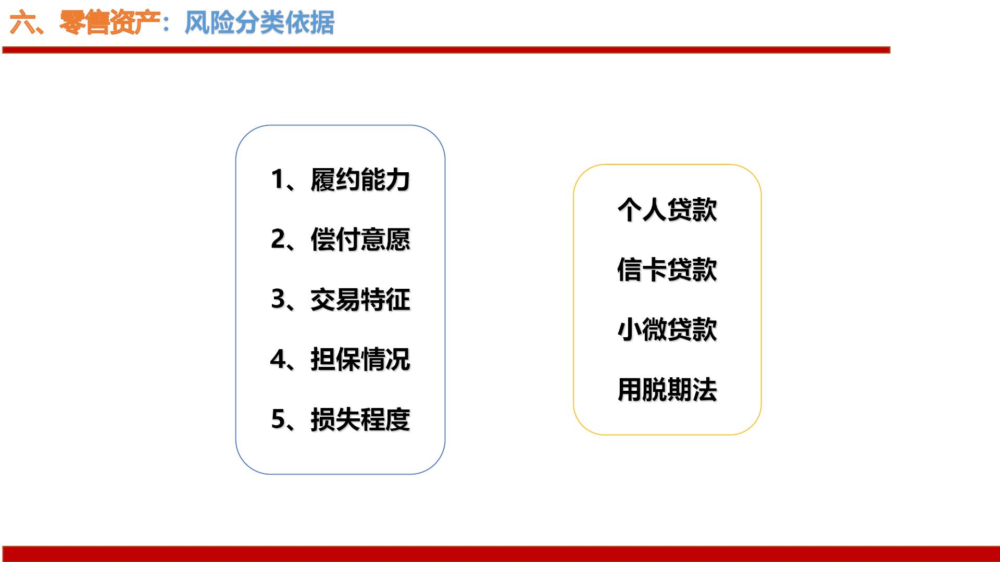 六、零售资产：风险分类依据
1、履约能力
2、偿付意愿
3、交易特征
4、担保情况
5、损失程度
个人贷款
信卡贷款
小微贷款
用脱期法